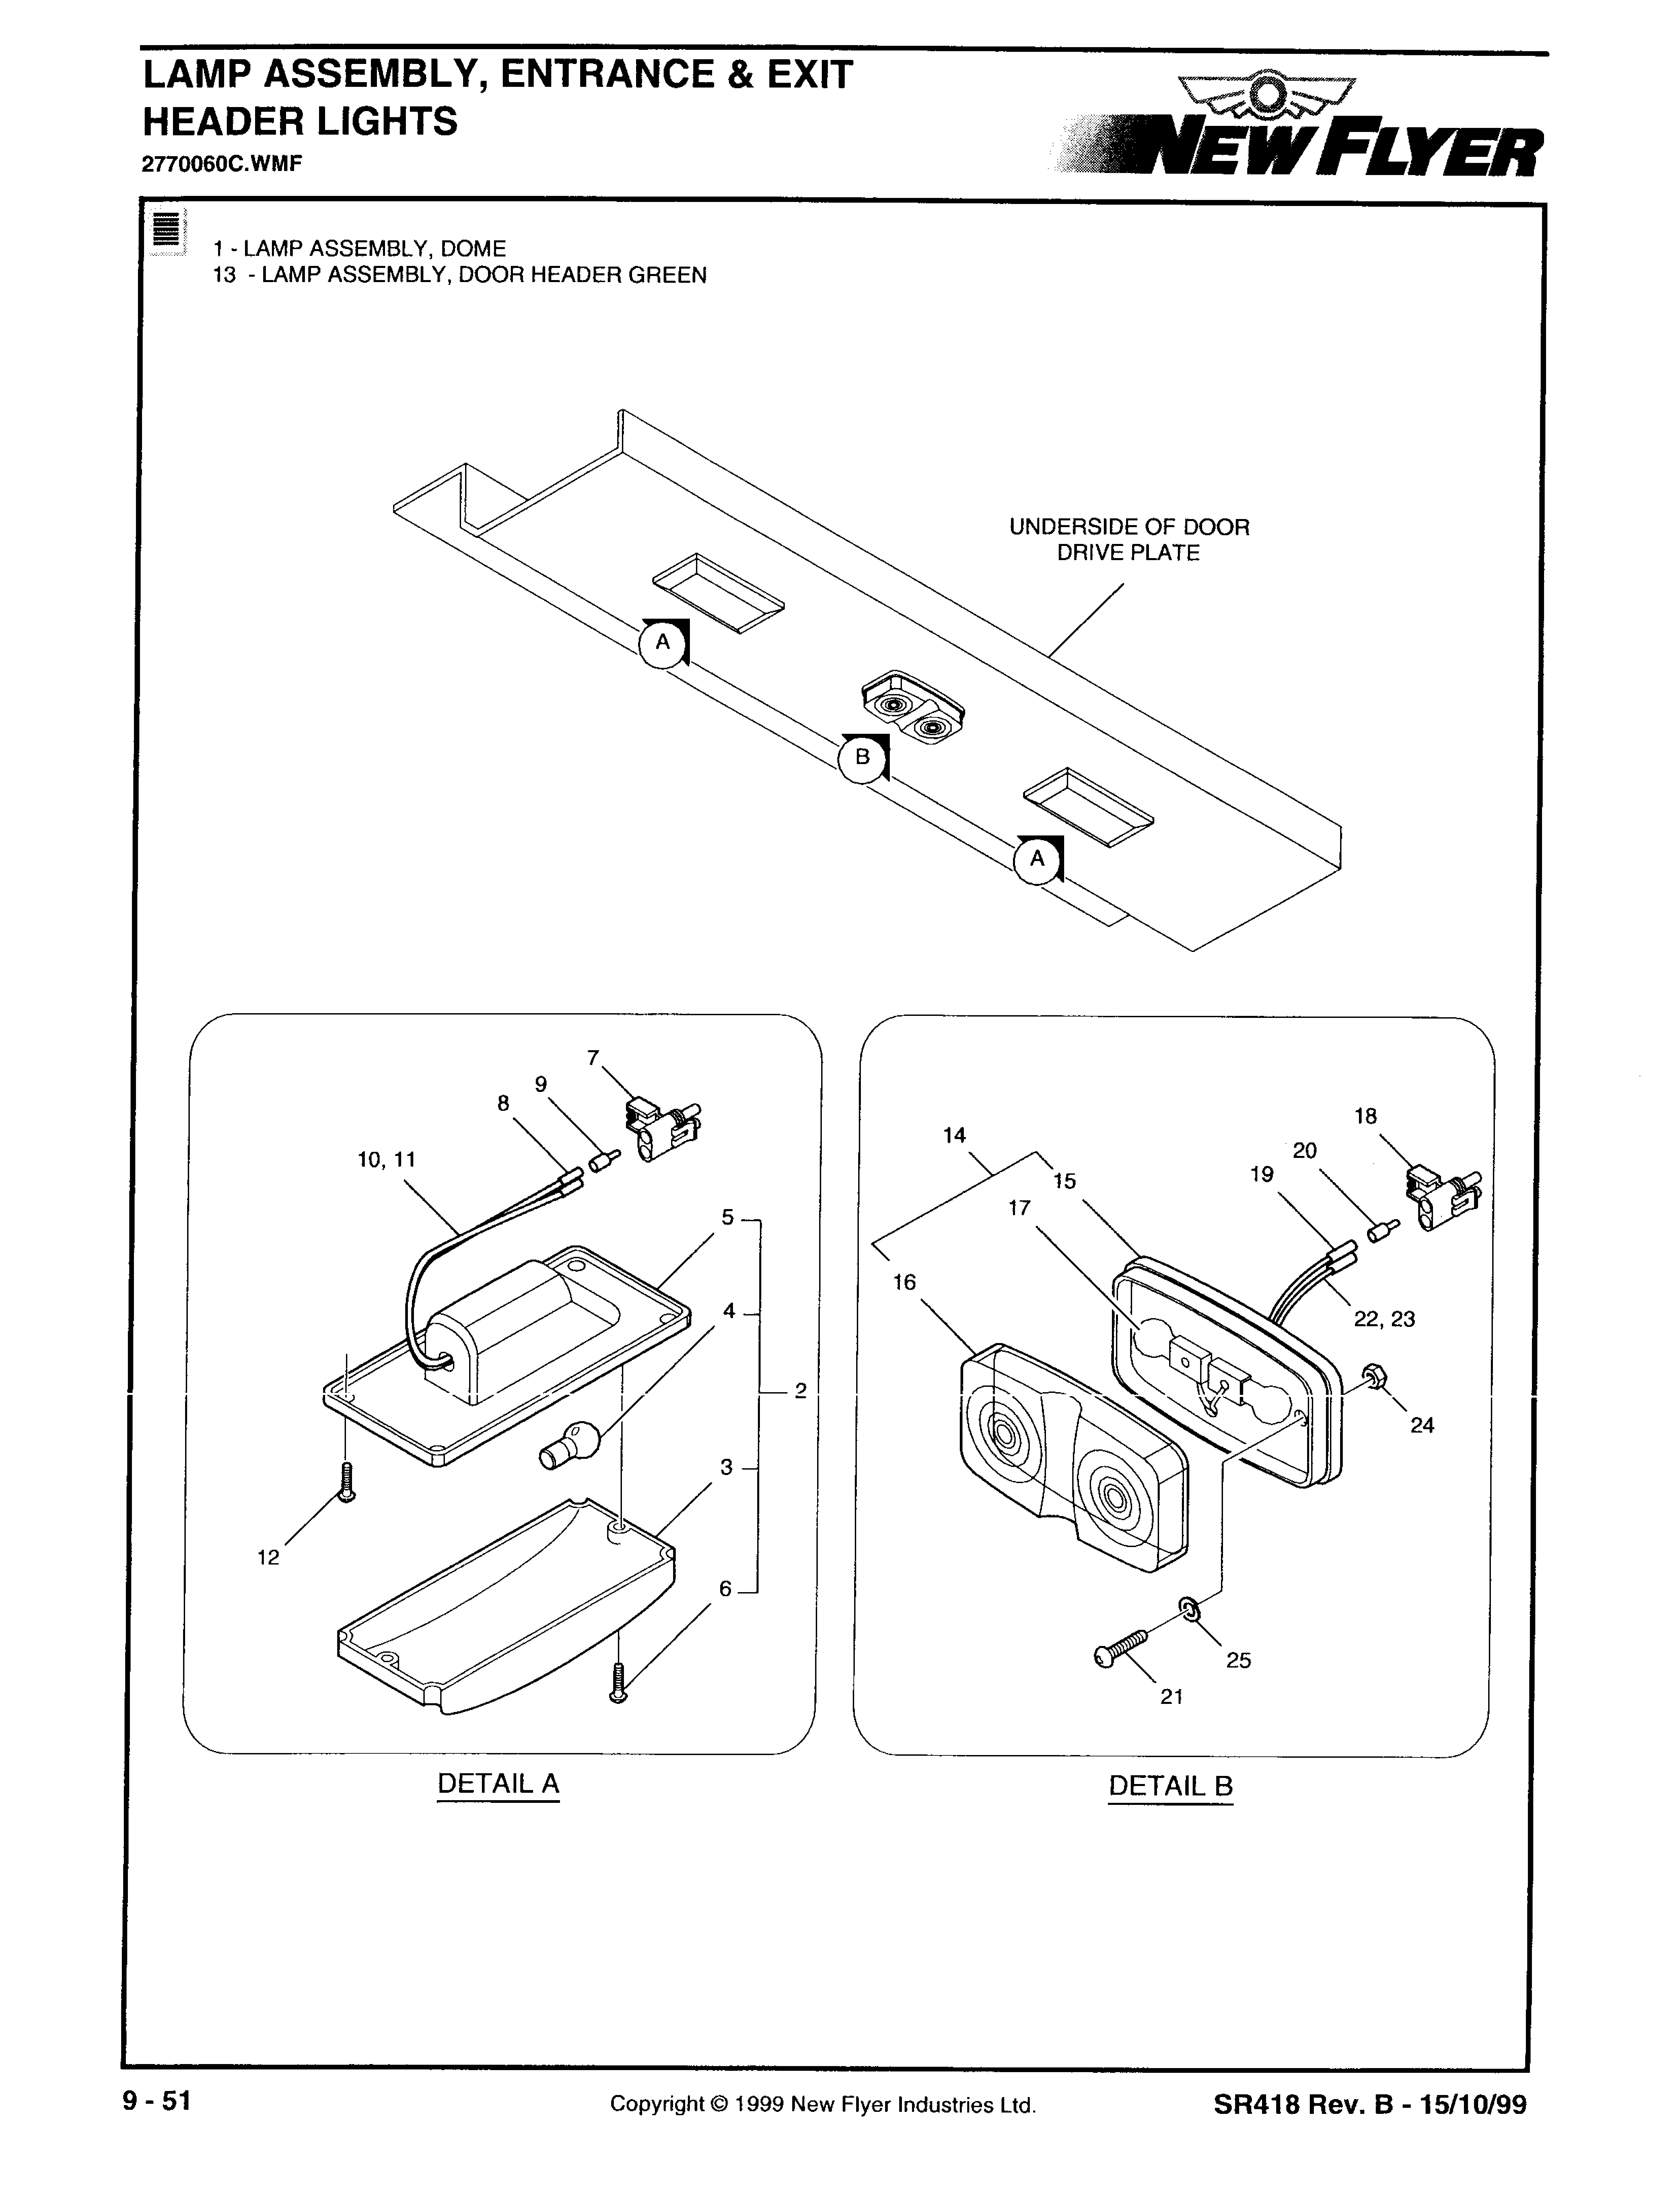 LAMP ASSEMBLY, ENTRANCE & EXIT
HEADER LIGHTS
2770060C.WMF
NEW FLYER
1 - LAMP ASSEMBLY, DOME
13 - LAMP ASSEMBLY, DOOR HEADER GREEN
UNDERSIDE OF DOOR
DRIVE PLATE
A
B
A
7
9
8
10, 11
5
4
2
3
12
6
DETAIL A
18
14
20
19
15
17
16
22, 23
24
25
21
DETAIL B
9 - 51
Copyright © 1999 New Flyer Industries Ltd.
SR418 Rev. B - 15/10/99